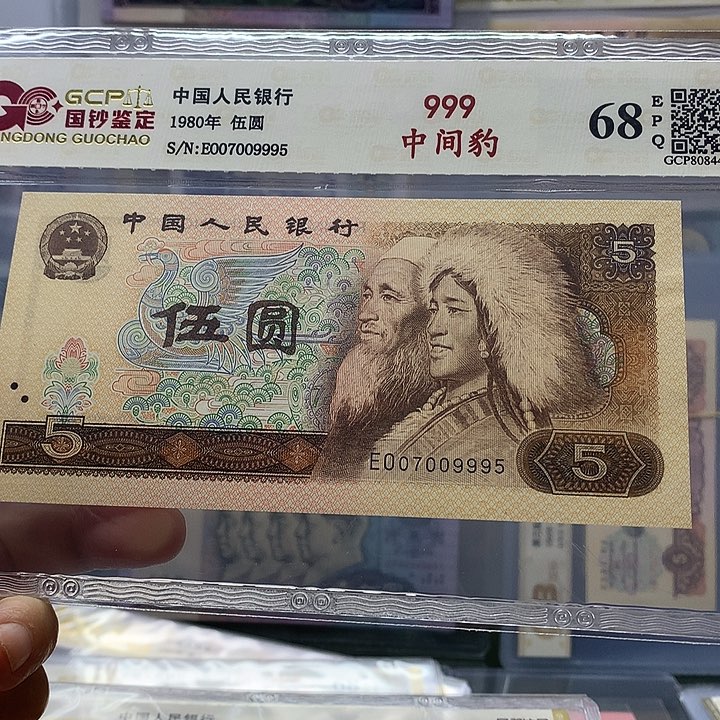 GCP
国钞鉴定
NGDONG GUOCHAO
中国人民银行
1980年 伍圆
S/N:E007009995
999
中间豹
68
EPQ
GCP80844
中国人民银行
5
伍圆
5
E007009995
5